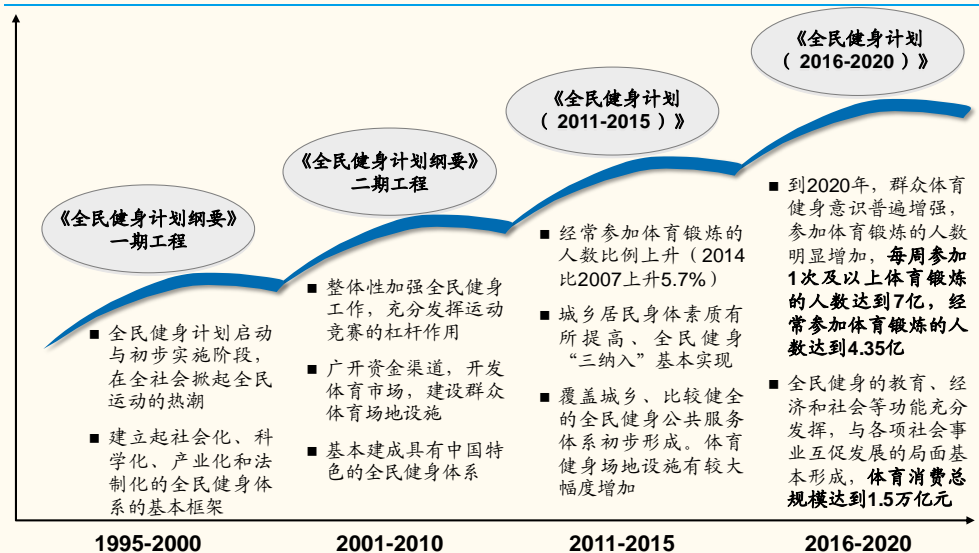 《全民健身计划纲要》
一期工程
■ 全民健身计划启动
与初步实施阶段，
在全社会掀起全民
运动的热潮
■ 建立起社会化、科
学化、产业化和法
制化的全民健身体
系的基本框架
1995-2000
《全民健身计划纲要》
二期工程
■ 整体性加强全民健身
工作，充分发挥运动
竞赛的杠杆作用
■ 广开资金渠道，开发
体育市场，建设群众
体育场地设施
■ 基本建成具有中国特
色的全民健身体系
2001-2010
《全民健身计划
（ 2011-2015 ）》
■ 经常参加体育锻炼的
人数比例上升（2014
比2007上升5.7%）
■ 城乡居民身体素质有
所提高、全民健身
“三纳入”基本实现
■ 覆盖城乡、比较健全
的全民健身公共服务
体系初步形成。体育
健身场地设施有较大
幅度增加
2011-2015
《全民健身计划
（ 2016-2020 ）》
■ 到2020年，群众体育
健身意识普遍增强，
参加体育锻炼的人数
明显增加，每周参加
1次及以上体育锻炼
的人数达到7亿，经
常参加体育锻炼的人
数达到4.35亿
■ 全民健身的教育、经
济和社会等功能充分
发挥，与各项社会事
业互促发展的局面基
本形成，体育消费总
规模达到1.5万亿元
2016-2020